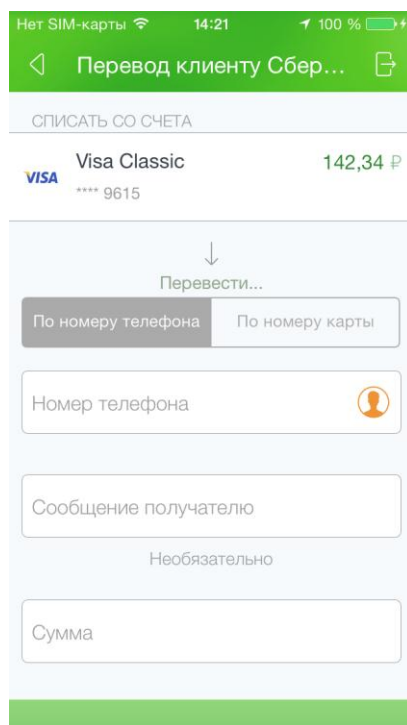 Нет SIM-карты 14:21 100 %
Перевод клиенту Сбер...
СПИСАТЬ СО СЧЕТА
Visa Classic 142,34 ₽
VISA
**** 9615
Перевести...
По номеру телефона По номеру карты
Номер телефона
Сообщение получателю
Необязательно
Сумма